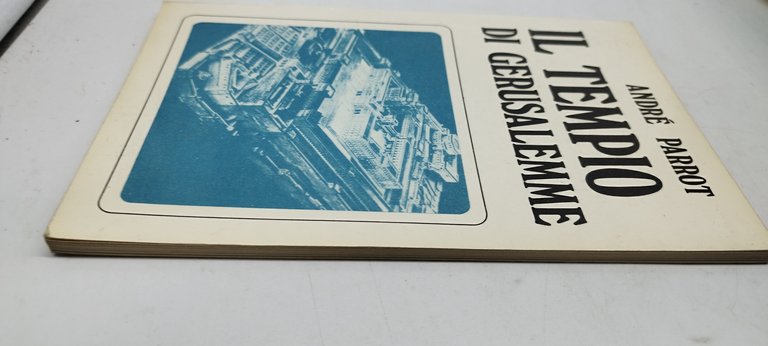 ANDRÉ PARROT
IL TEMPIO
DI GERUSALEMME